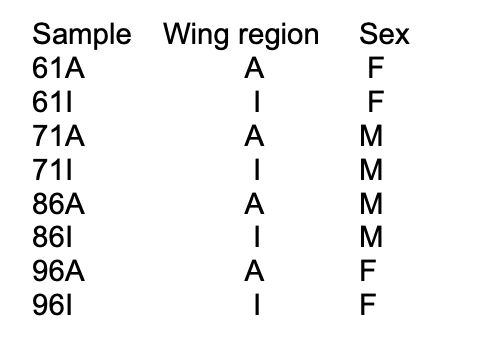 Sample Wing region Sex
61A A F
61I I F
71A A M
71I I M
86A A M
86I I M
96A A F
96I I F